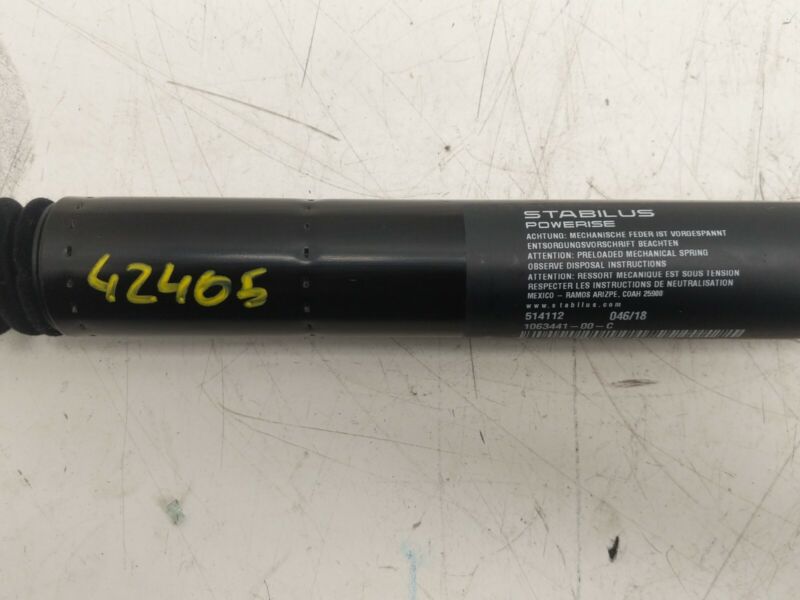 42405
STABILUS
POWERISE
ACHTUNG: MECHANISCHE FEDER IST VORGESPANNT
ENTSORGUNGSVORSCHRIFT BEACHTEN
ATTENTION: PRELOADED MECHANICAL SPRING
OBSERVE DISPOSAL INSTRUCTIONS
ATTENTION: RESSORT MECANIQUE EST SOUS TENSION
RESPECTER LES INSTRUCTIONS DE NEUTRALISATION
MEXICO – RAMOS ARIZPE, COAH 25900
www.stabilus.com
514112 046/18
1063441-00-C